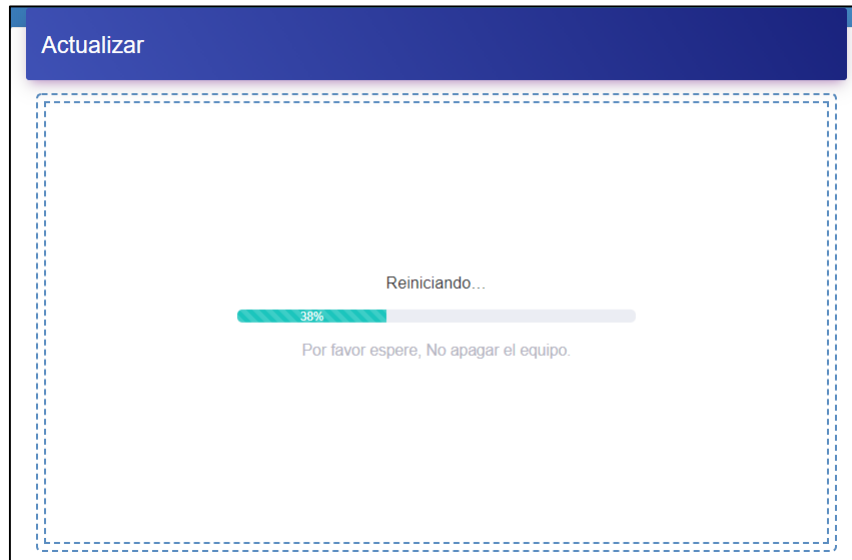 Actualizar
Reiniciando...
38%
Por favor espere, No apagar el equipo.